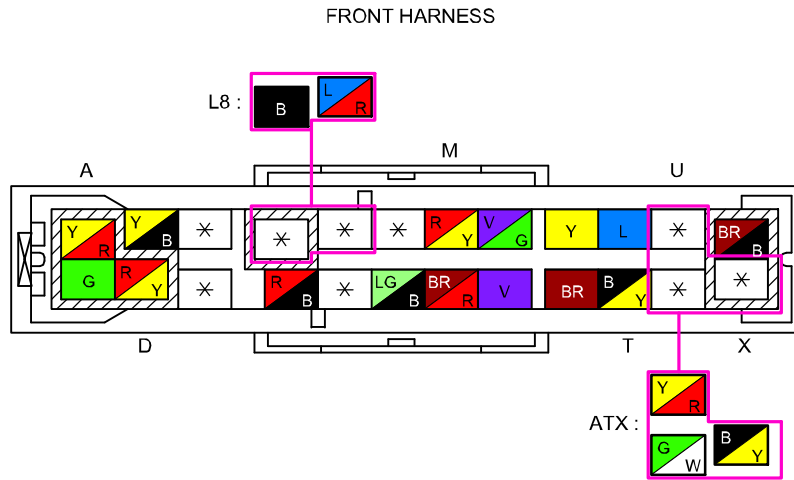 FRONT HARNESS
L8 : B L R
A M U
Y R Y B * * * * R Y V G Y L * BR B
G R Y * R B * LG B BR R V BR B Y * *
D T X
ATX : Y R
G W B Y